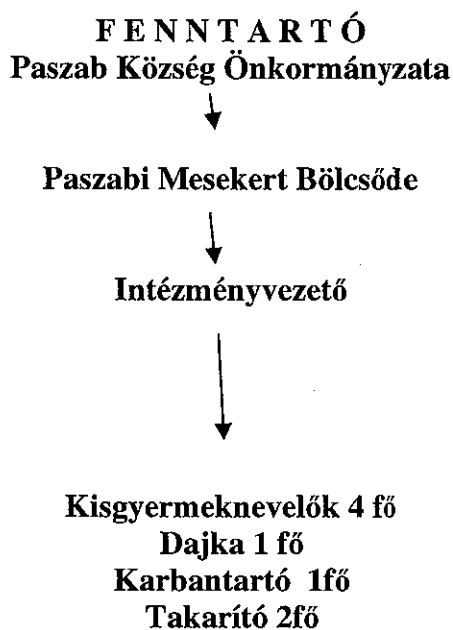 F E N N T A R T Ó
Paszab Község Önkormányzata
Paszabi Mesekert Bölcsőde
Intézményvezető
Kisgyermeknevelők 4 fő
Dajka 1 fő
Karbantartó 1fő
Takarító 2fő